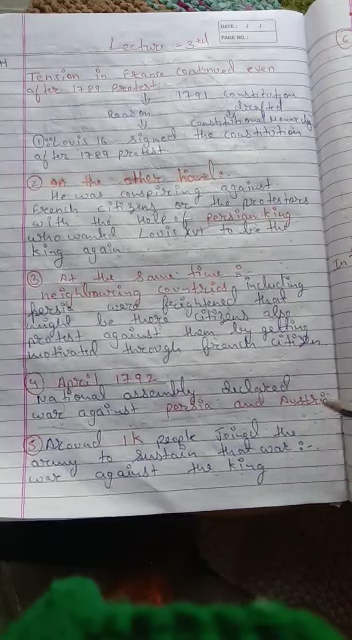 DATE: / /
PAGE NO.:
Lecture - 3rd
Tension in France continued even
after 1789 protest.
1791 constitution
drafted
Reason
Constitutional Monarchy
① Louis 16 signed the constitution
after 1789 protest
② on the other hand:-
He was conspiring against
French citizens or the protestors
with the help of Persian king
who wanted Louis XVI to be the
king again.
③ At the same time :-
neighbouring countries including
Persia were frightened that
might be more citizens also
protest against them by getting
motivated through french citizen
④ April 1792
National assembly declared
war against Persia and Austri
⑤ Around 1K people joined the
army to sustain that war :-
war against the king
In